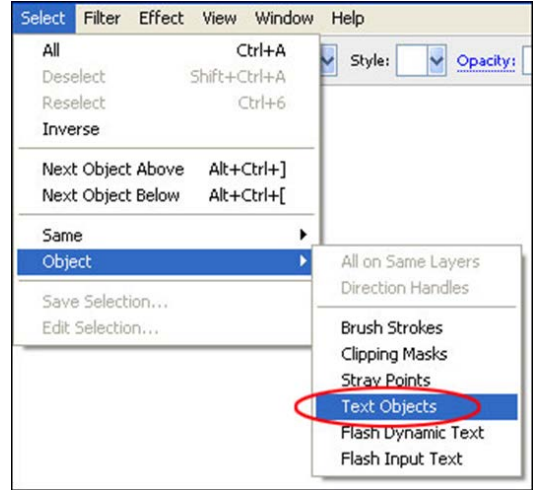 Select Filter Effect View Window Help
Style: Opacity:
All Ctrl+A
Deselect Shift+Ctrl+A
Reselect Ctrl+6
Inverse
Next Object Above Alt+Ctrl+]
Next Object Below Alt+Ctrl+[
Same
Object
Save Selection...
Edit Selection...
All on Same Layers
Direction Handles
Brush Strokes
Clipping Masks
Stray Points
Text Objects
Flash Dynamic Text
Flash Input Text